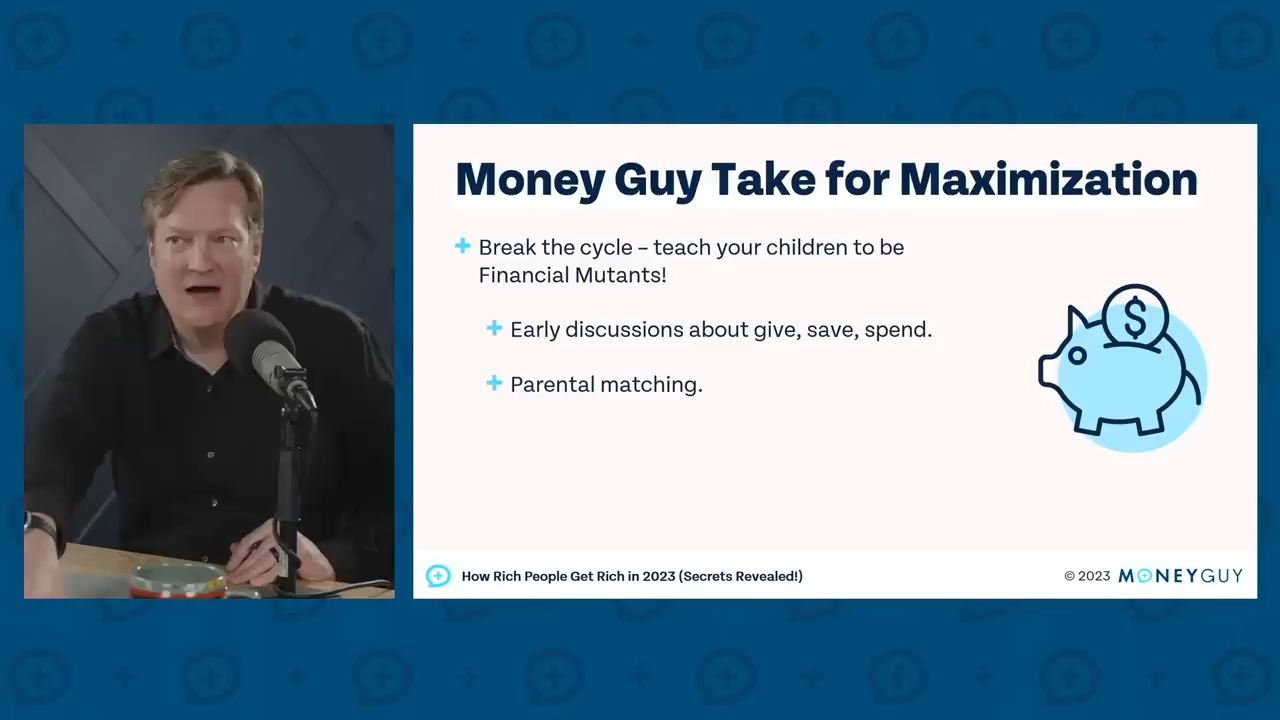 Money Guy Take for Maximization
+ Break the cycle – teach your children to be
Financial Mutants!
+ Early discussions about give, save, spend.
+ Parental matching.
$
How Rich People Get Rich in 2023 (Secrets Revealed!)
© 2023 MONEYGUY